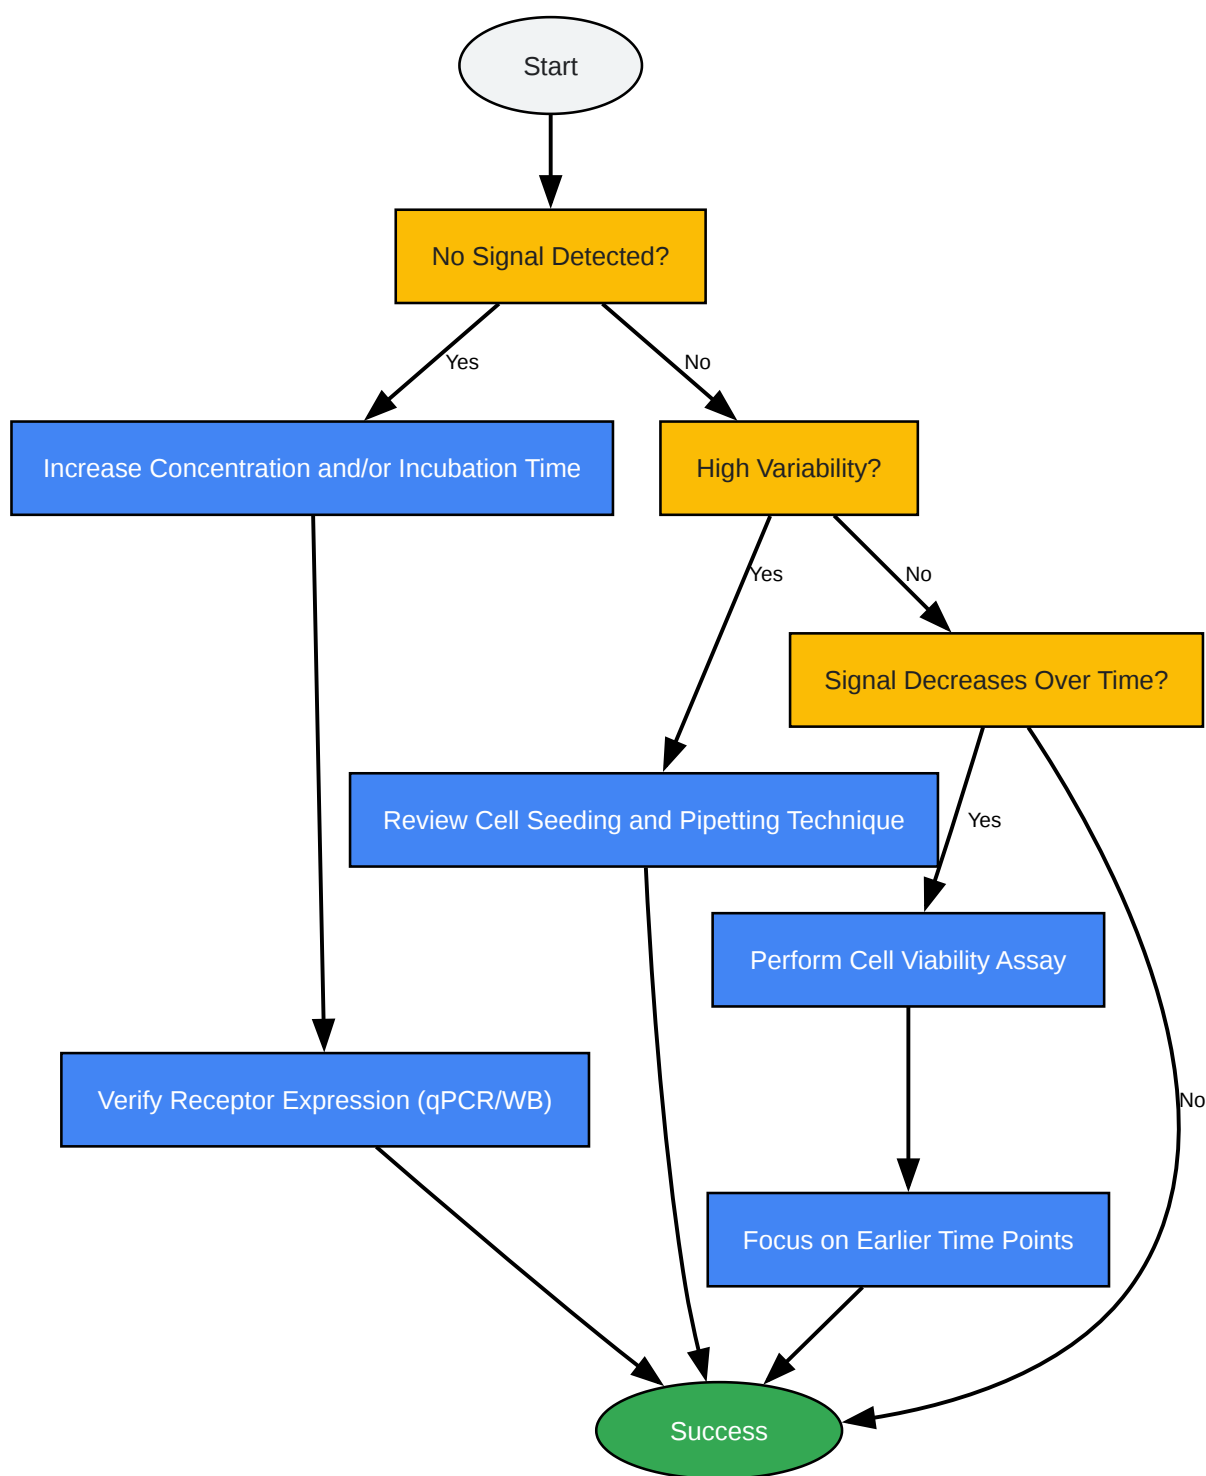 Start
No Signal Detected?
Yes
No
Increase Concentration and/or Incubation Time
High Variability?
Yes
No
Signal Decreases Over Time?
Review Cell Seeding and Pipetting Technique
Yes
Perform Cell Viability Assay
Verify Receptor Expression (qPCR/WB)
No
Focus on Earlier Time Points
Success